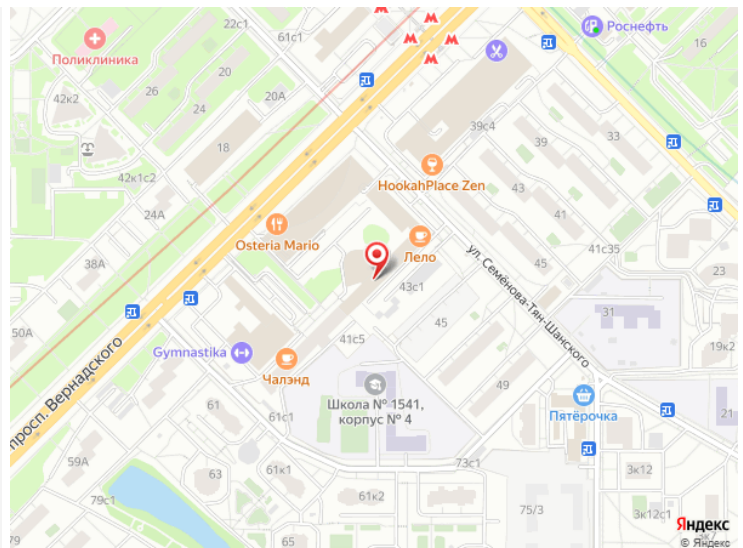 22с1
61с1
Роснефть
16
Поликлиника
26
20
20А
24
42к2
18
39с4
39
33
42к1с2
HookahPlace Zen
43
41
24А
Osteria Mario
Лело
ул. Семёнова-Тян-Шанского
41с35
38А
45
23
43с1
31
50А
просп. Вернадского
41с5
45
19к2
Gymnastika
Чалэнд
49
61
61с1
Школа № 1541,
корпус № 4
Пятёрочка
21
59А
63
61к1
73с1
3к12
79с1
61к2
75/3
3к12с1
79
65
3к7
Яндекс
© Яндекс